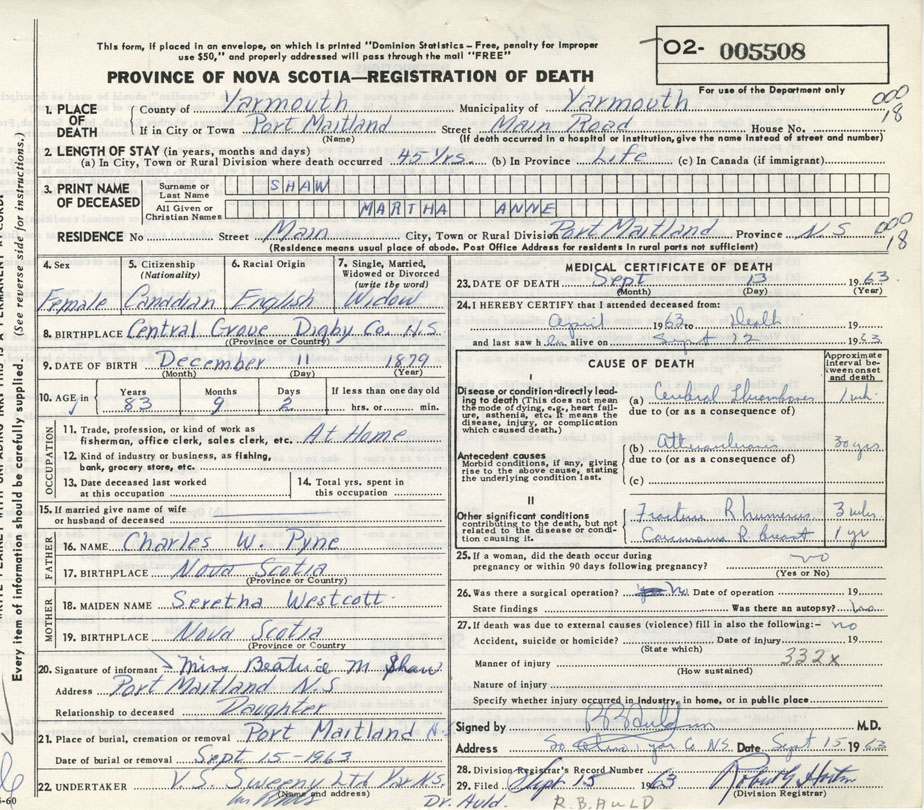 This form, if placed in an envelope, on which is printed "Dominion Statistics – Free, penalty for improper
use $50," and properly addressed will pass through the mail "FREE"
PROVINCE OF NOVA SCOTIA—REGISTRATION OF DEATH
02- 005508
For use of the Department only
1. PLACE OF DEATH County of Yarmouth Municipality of Yarmouth 000 18
If in City or Town Port Maitland Street Main Road House No.
(Name) (If death occurred in a hospital or institution, give the name instead of street and number)
2. LENGTH OF STAY (in years, months and days)
(a) In City, Town or Rural Division where death occurred 45 Yrs. (b) In Province Life (c) In Canada (if immigrant)
3. PRINT NAME OF DECEASED Surname or Last Name SHAW
All Given or Christian Names MARTHA ANNE
RESIDENCE No Street Main City, Town or Rural Division Port Maitland Province N.S 000 18
(Residence means usual place of abode. Post Office Address for residents in rural parts not sufficient)
4. Sex Female
5. Citizenship (Nationality) Canadian
6. Racial Origin English
7. Single, Married, Widowed or Divorced (write the word) Widow
8. BIRTHPLACE Central Grove Digby Co. N.S.
(Province or Country)
9. DATE OF BIRTH December 11 1879
(Month) (Day) (Year)
10. AGE in Years 83 Months 9 Days 2 If less than one day old hrs. or min.
OCCUPATION
11. Trade, profession, or kind of work as fisherman, office clerk, sales clerk, etc. At Home
12. Kind of industry or business, as fishing, bank, grocery store, etc.
13. Date deceased last worked at this occupation
14. Total yrs. spent in this occupation
15. If married give name of wife or husband of deceased
FATHER
16. NAME Charles W. Pyne
17. BIRTHPLACE Nova Scotia
(Province or Country)
MOTHER
18. MAIDEN NAME Seretha Westcott
19. BIRTHPLACE Nova Scotia
(Province or Country
20. Signature of informant Miss Beatrice M Shaw
Address Port Maitland N.S
Relationship to deceased Daughter
21. Place of burial, cremation or removal Port Maitland N.S
Date of burial or removal Sept. 15-1963
22. UNDERTAKER V.S. Sweeny Ltd Yar N.S.
(Name and address)
MEDICAL CERTIFICATE OF DEATH
23. DATE OF DEATH Sept 13 1963
(Month) (Day) (Year)
24. I HEREBY CERTIFY that I attended deceased from:
April 1963 to Death 19
and last saw her alive on Sept 12 1963
CAUSE OF DEATH
Approximate interval between onset and death
I
Disease or condition-directly leading to death (This does not mean the mode of dying, e.g., heart failure, asthenia, etc. It means the disease, injury, or complication which caused death.)
(a) Cerebral Thrombosis 1 wk.
due to (or as a consequence of)
Antecedent causes
Morbid conditions, if any, giving rise to the above cause, stating the underlying condition last.
(b) 30 yrs
due to (or as a consequence of)
(c)
II
Other significant conditions contributing to the death, but not related to the disease or condition causing it.
Fracture R humerus 3 wks
Carcinoma R breast 1 yr
25. If a woman, did the death occur during pregnancy or within 90 days following pregnancy? no
(Yes or No)
26. Was there a surgical operation? No. Date of operation 19
State findings Was there an autopsy? no
27. If death was due to external causes (violence) fill in also the following:- no
Accident, suicide or homicide? Date of injury 19
(State which)
Manner of injury 332x
(How sustained)
Nature of injury
Specify whether injury occurred in industry, in home, or in public place
Signed by M.D.
Address Yar Co N.S. Date Sept 15 1963
28. Division Registrar's Record Number
29. Filed Sept 15 1963
(Division Registrar)
Dr. Auld. R.B. AULD
Every item of information should be carefully supplied. (See reverse side for instructions.)